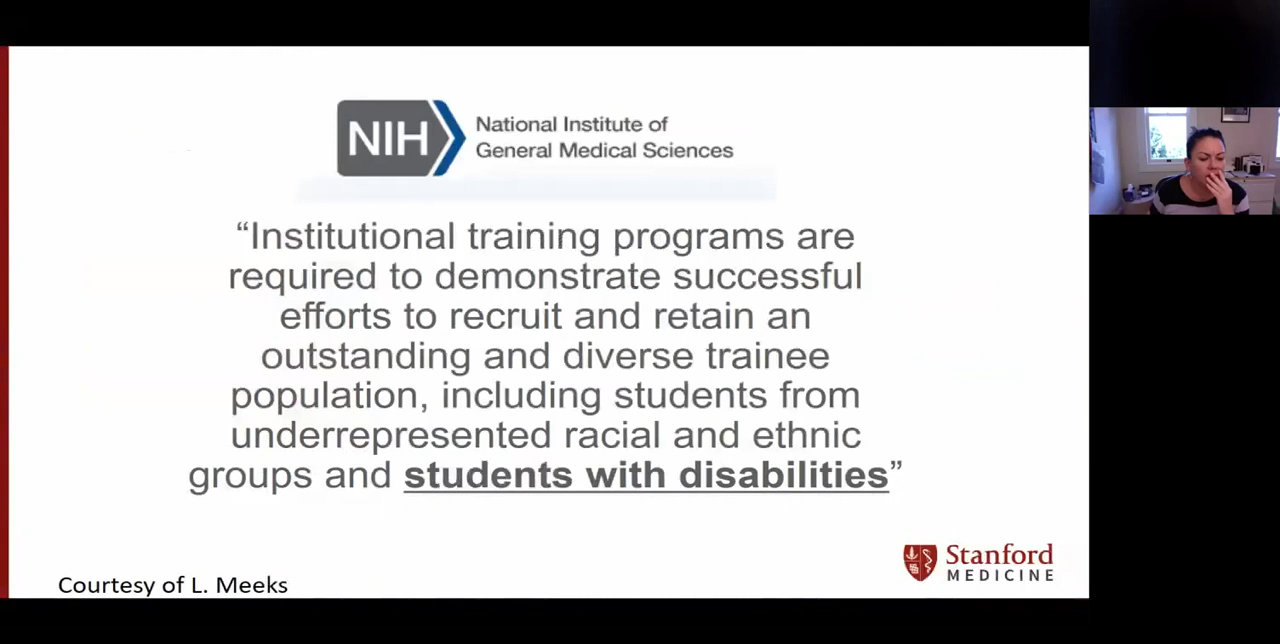 NIH
National Institute of
General Medical Sciences
“Institutional training programs are
required to demonstrate successful
efforts to recruit and retain an
outstanding and diverse trainee
population, including students from
underrepresented racial and ethnic
groups and students with disabilities”
Stanford
MEDICINE
Courtesy of L. Meeks